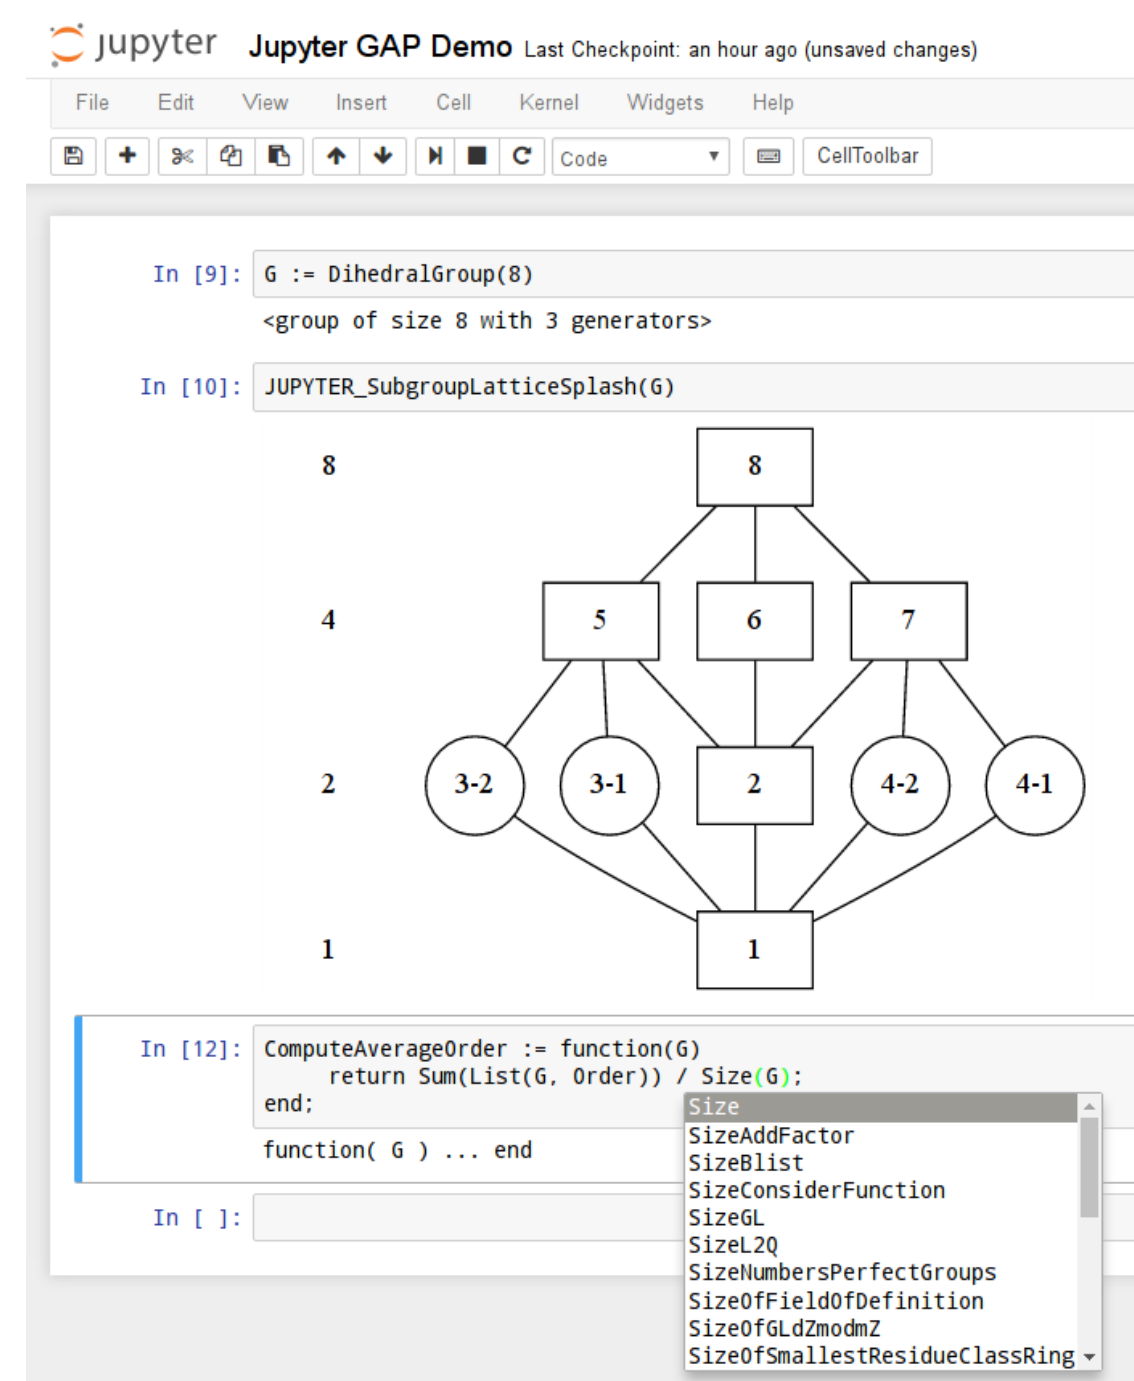 jupyter Jupyter GAP Demo Last Checkpoint: an hour ago (unsaved changes)
File Edit View Insert Cell Kernel Widgets Help
Code CellToolbar
In [9]: G := DihedralGroup(8)
<group of size 8 with 3 generators>
In [10]: JUPYTER_SubgroupLatticeSplash(G)
8 8
4 5 6 7
2 3-2 3-1 2 4-2 4-1
1 1
In [12]: ComputeAverageOrder := function(G)
return Sum(List(G, Order)) / Size(G);
end;
function( G ) ... end
In [ ]:
Size
SizeAddFactor
SizeBlist
SizeConsiderFunction
SizeGL
SizeL2Q
SizeNumbersPerfectGroups
SizeOfFieldOfDefinition
SizeOfGLdZmodmZ
SizeOfSmallestResidueClassRing